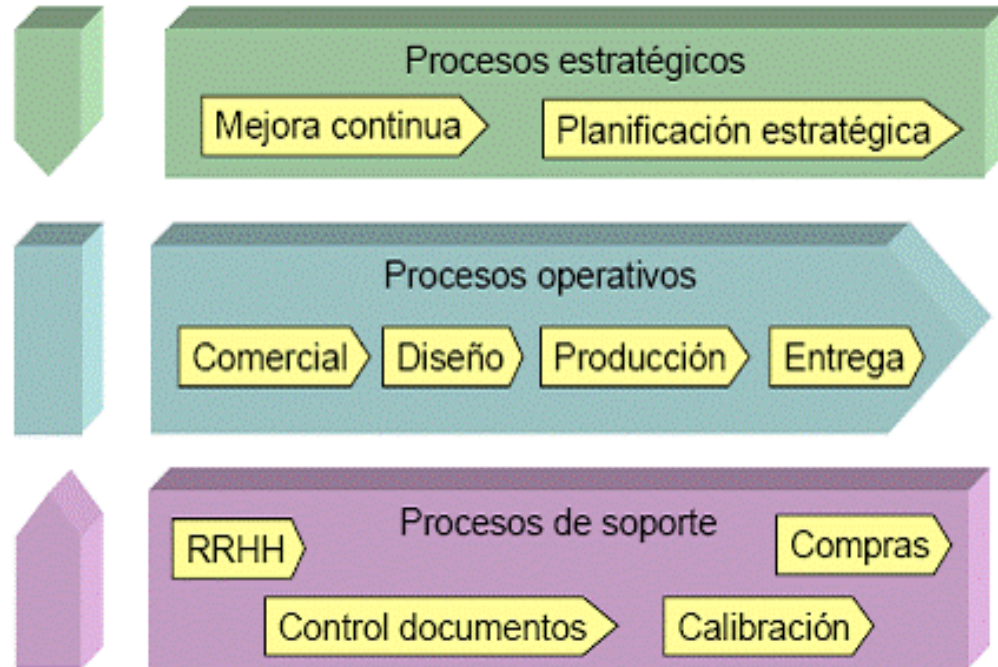 Procesos estratégicos
Mejora continua
Planificación estratégica
Procesos operativos
Comercial
Diseño
Producción
Entrega
Procesos de soporte
RRHH
Compras
Control documentos
Calibración